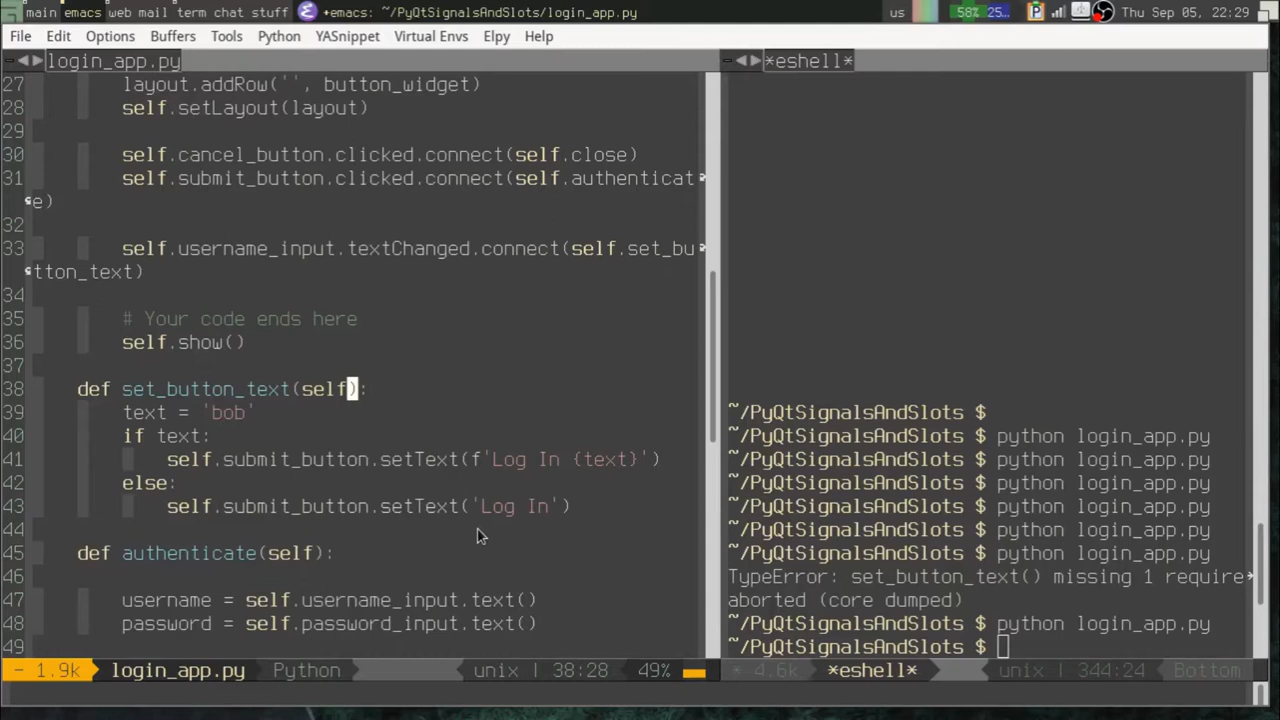 main emacs web mail term chat stuff +emacs: ~/PyQtSignalsAndSlots/login_app.py us 58% 25... P Thu Sep 05, 22:29
File Edit Options Buffers Tools Python YASnippet Virtual Envs Elpy Help
login_app.py
27 layout.addRow('', button_widget)
28 self.setLayout(layout)
29
30 self.cancel_button.clicked.connect(self.close)
31 self.submit_button.clicked.connect(self.authenticat
e)
32
33 self.username_input.textChanged.connect(self.set_bu
tton_text)
34
35 # Your code ends here
36 self.show()
37
38 def set_button_text(self):
39 text = 'bob'
40 if text:
41 self.submit_button.setText(f'Log In {text}')
42 else:
43 self.submit_button.setText('Log In')
44
45 def authenticate(self):
46
47 username = self.username_input.text()
48 password = self.password_input.text()
49
- 1.9k login_app.py Python unix | 38:28 49%
*eshell*
~/PyQtSignalsAndSlots $
~/PyQtSignalsAndSlots $ python login_app.py
~/PyQtSignalsAndSlots $ python login_app.py
~/PyQtSignalsAndSlots $ python login_app.py
~/PyQtSignalsAndSlots $ python login_app.py
~/PyQtSignalsAndSlots $ python login_app.py
~/PyQtSignalsAndSlots $ python login_app.py
TypeError: set_button_text() missing 1 require
aborted (core dumped)
~/PyQtSignalsAndSlots $ python login_app.py
~/PyQtSignalsAndSlots $
* 4.6k *eshell* unix | 344:24 Bottom